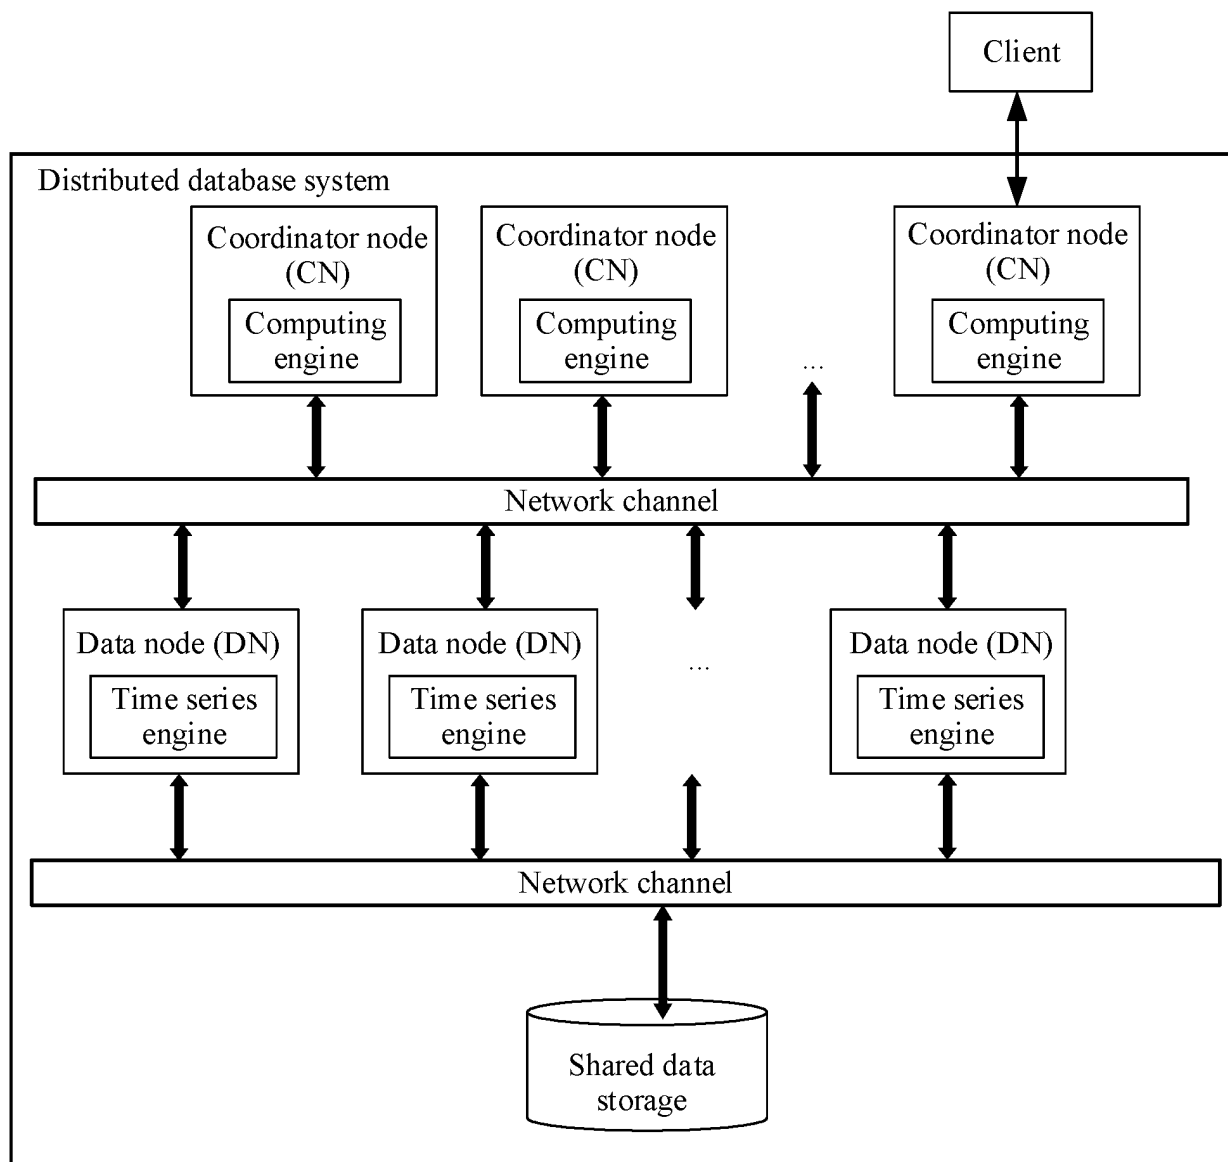 Client
Distributed database system
Coordinator node
(CN)
Computing
engine
Coordinator node
(CN)
Computing
engine
...
Coordinator node
(CN)
Computing
engine
Network channel
Data node (DN)
Time series
engine
Data node (DN)
Time series
engine
...
Data node (DN)
Time series
engine
Network channel
Shared data
storage